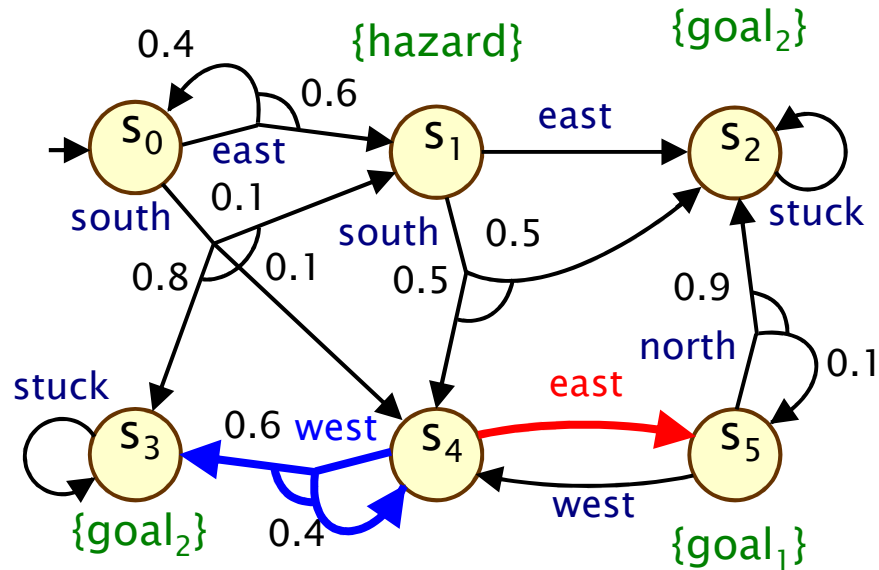 0.4
{hazard}
{goal2}
0.6
s0
east
s1
east
s2
stuck
south
0.1
south
0.5
0.8
0.1
0.5
0.9
north
0.1
stuck
east
s3
0.6
west
s4
s5
{goal2}
0.4
west
{goal1}